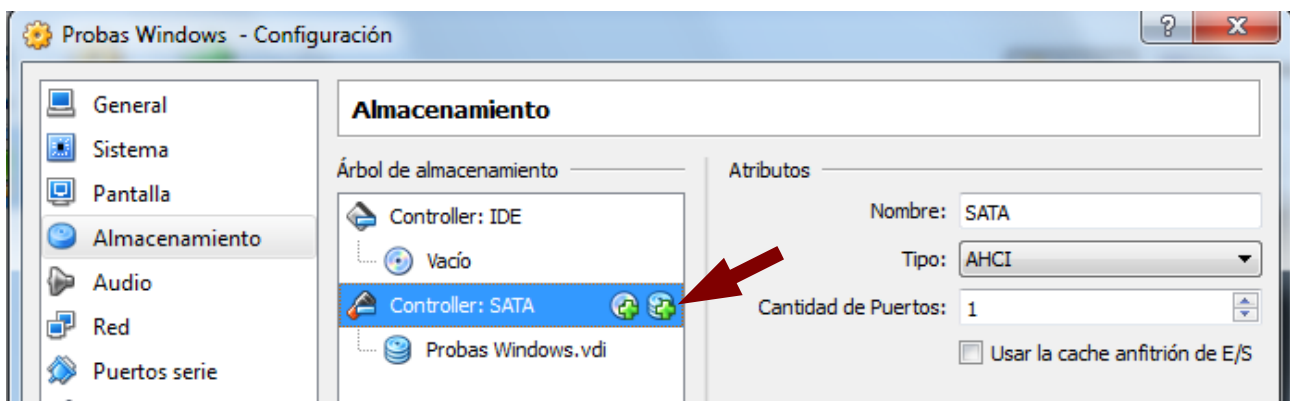 Probas Windows - Configuración
? X
General
Sistema
Pantalla
Almacenamiento
Audio
Red
Puertos serie
Almacenamiento
Árbol de almacenamiento
Controller: IDE
Vacío
Controller: SATA
Probas Windows.vdi
Atributos
Nombre: SATA
Tipo: AHCI
Cantidad de Puertos: 1
Usar la cache anfitrión de E/S